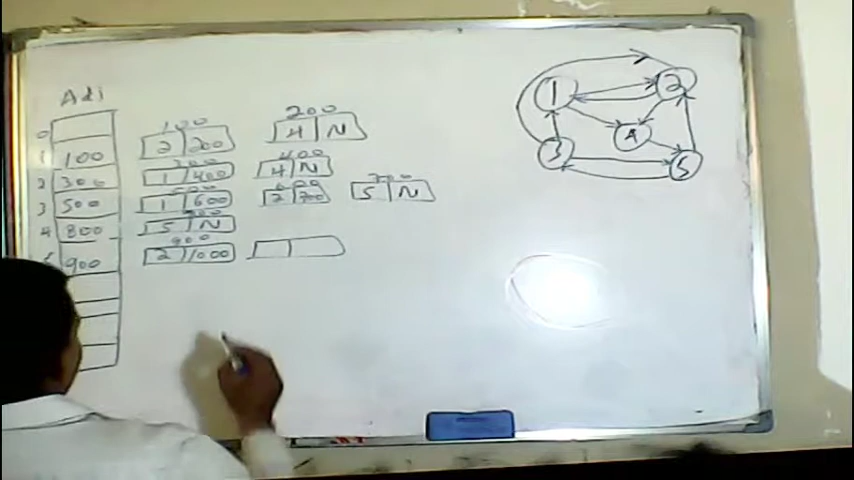 Adj
100 200
0 2 200 4 N
300 400
1 100 1 400 4 N
500 600 700
2 300 1 600 2 700 5 N
800
3 500 5 N
900
4 800 2 1000
900
1 2
4
3 5